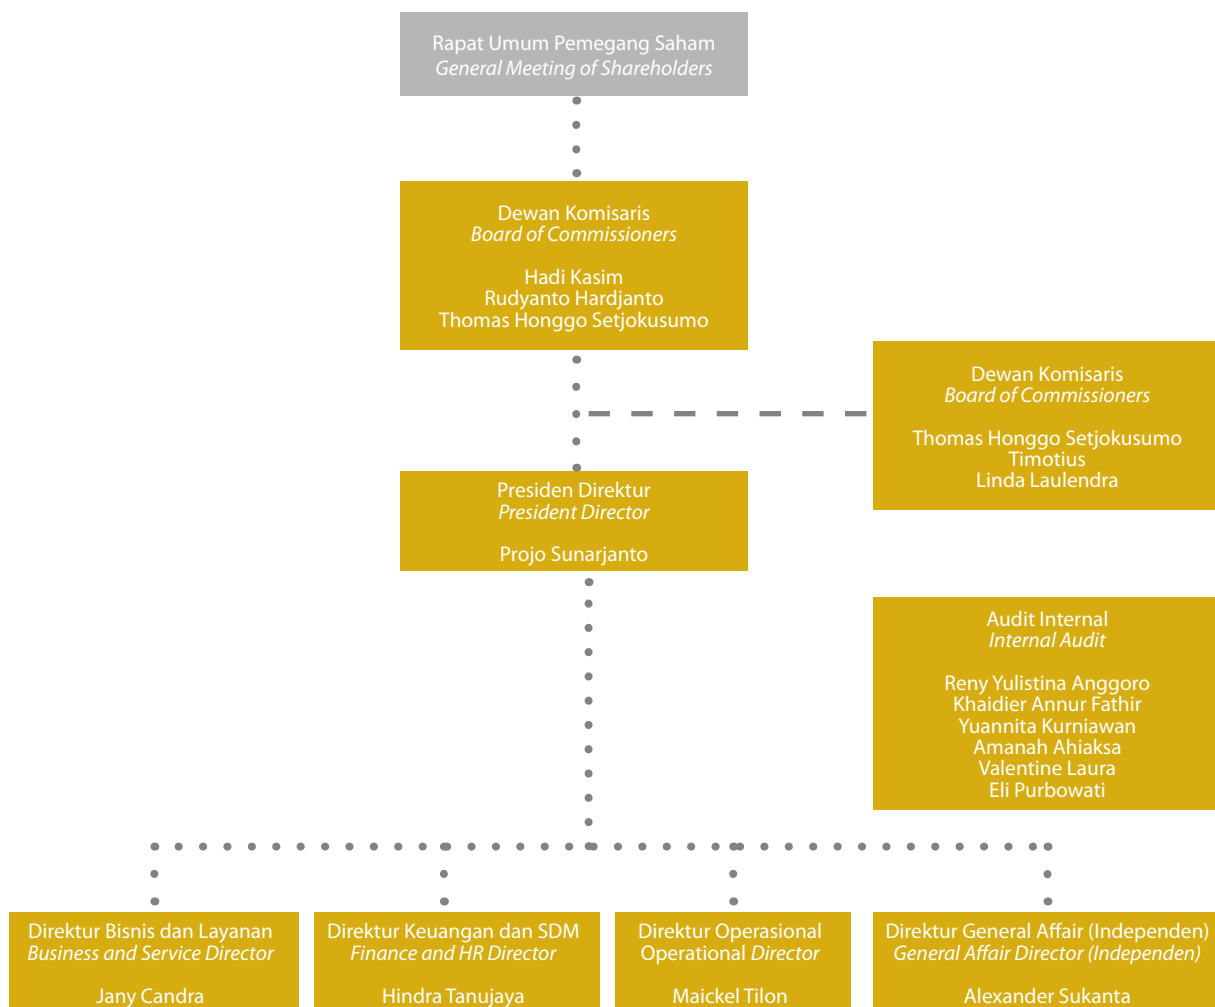 Rapat Umum Pemegang Saham
General Meeting of Shareholders
Dewan Komisaris
Board of Commissioners
Hadi Kasim
Rudyanto Hardjanto
Thomas Honggo Setjokusumo
Dewan Komisaris
Board of Commissioners
Thomas Honggo Setjokusumo
Timotius
Linda Laulendra
Presiden Direktur
President Director
Projo Sunarjanto
Audit Internal
Internal Audit
Reny Yulistina Anggoro
Khaidier Annur Fathir
Yuannita Kurniawan
Amanah Ahiaksa
Valentine Laura
Eli Purbowati
Direktur Bisnis dan Layanan
Business and Service Director
Jany Candra
Direktur Keuangan dan SDM
Finance and HR Director
Hindra Tanujaya
Direktur Operasional
Operational Director
Maickel Tilon
Direktur General Affair (Independen)
General Affair Director (Independen)
Alexander Sukanta